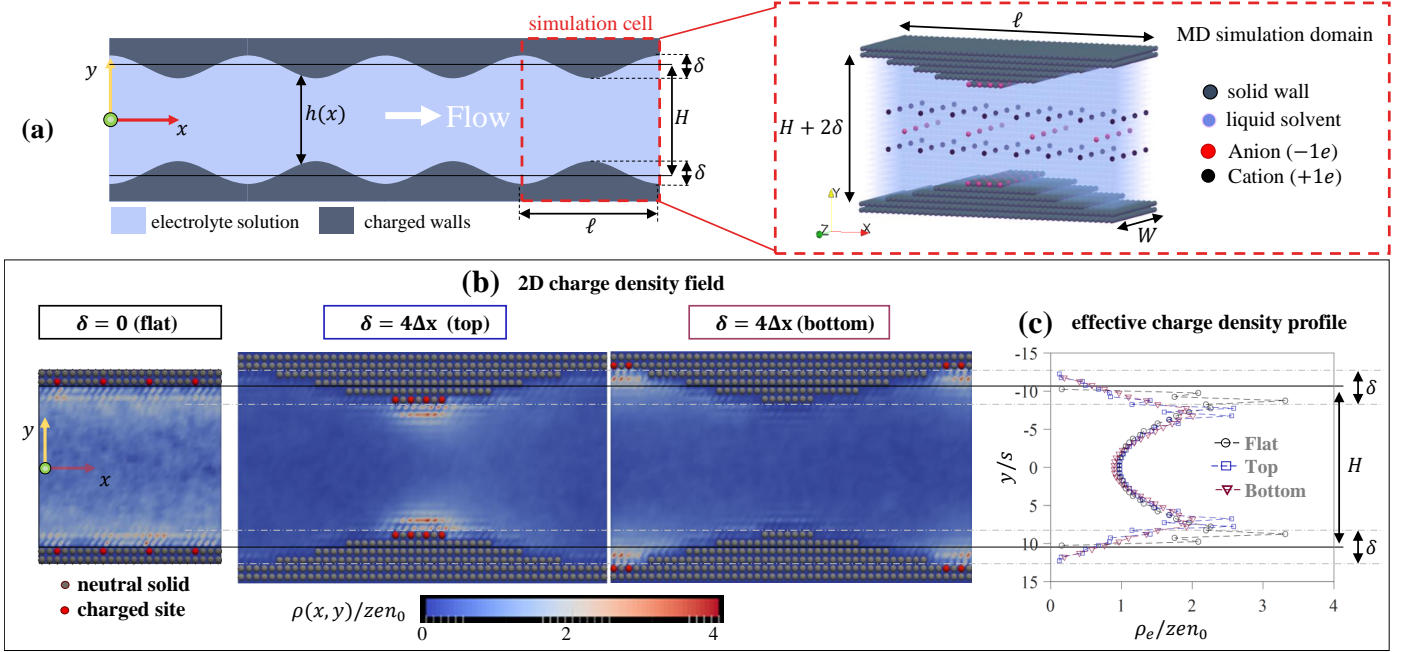 simulation cell
(a)
y
x
h(x)
Flow
δ
H
δ
ℓ
electrolyte solution
charged walls
ℓ
MD simulation domain
H + 2δ
W
Y
Z
X
solid wall
liquid solvent
Anion (−1e)
Cation (+1e)
(b) 2D charge density field
δ = 0 (flat)
δ = 4Δx (top)
δ = 4Δx (bottom)
y
x
neutral solid
charged site
ρ(x, y)/zen₀
0
2
4
(c) effective charge density profile
-15
-10
-5
0
5
10
15
y/s
Flat
Top
Bottom
δ
H
δ
0 1 2 3 4
ρₑ/zen₀